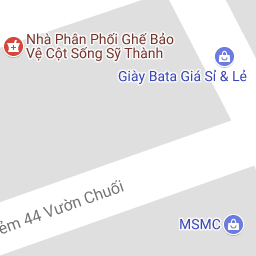 Nhà Phân Phối Ghế Bảo
Vệ Cột Sống Sỹ Thành
Giày Bata Giá Sỉ & Lẻ
44 Vườn Chuối
MSMC